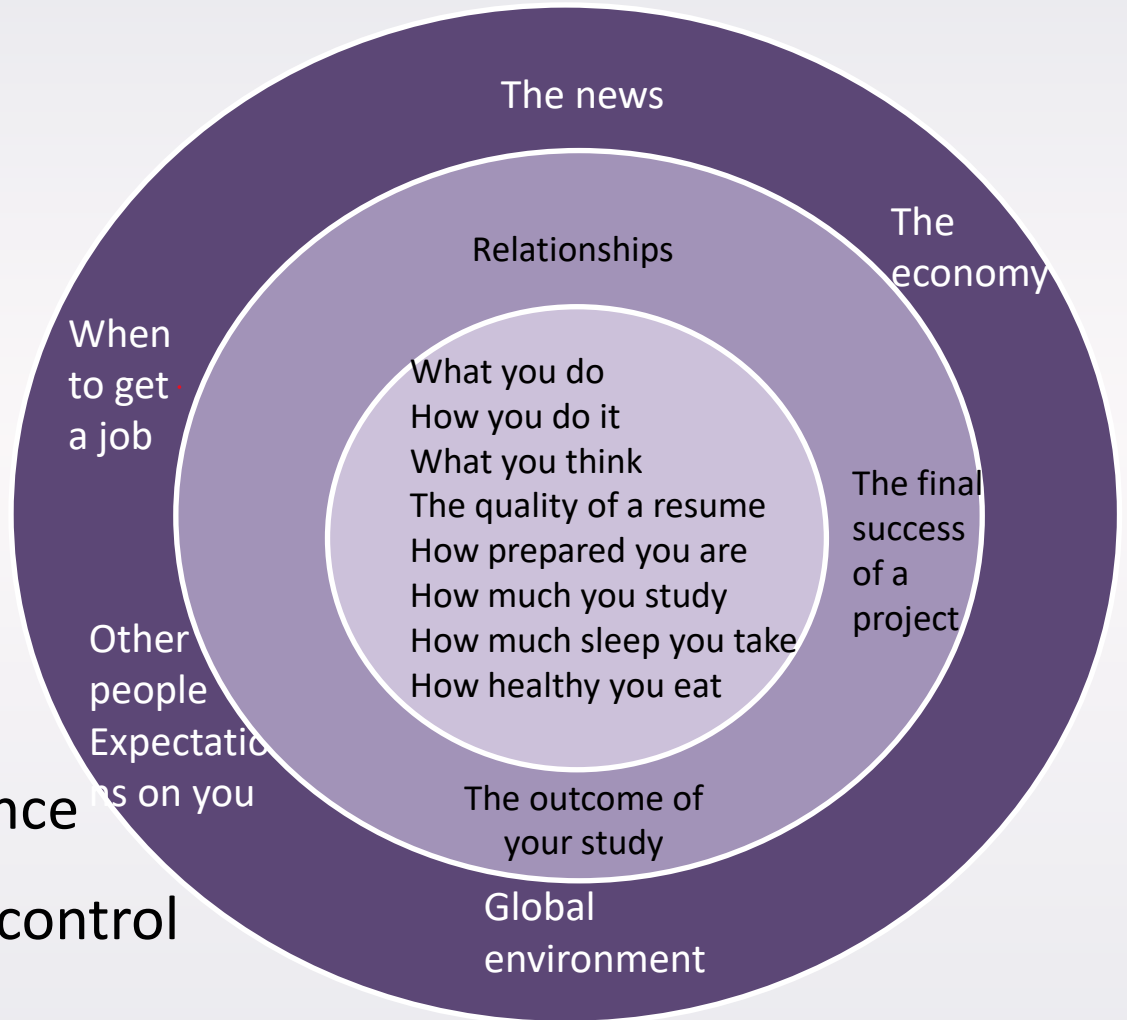 The news
The
economy
Relationships
When
to get
a job
What you do
How you do it
What you think
The quality of a resume
How prepared you are
How much you study
How much sleep you take
How healthy you eat
The final
success
of a
project
Other
people
Expectatio
ns on you
nce
control
The outcome of
your study
Global
environment